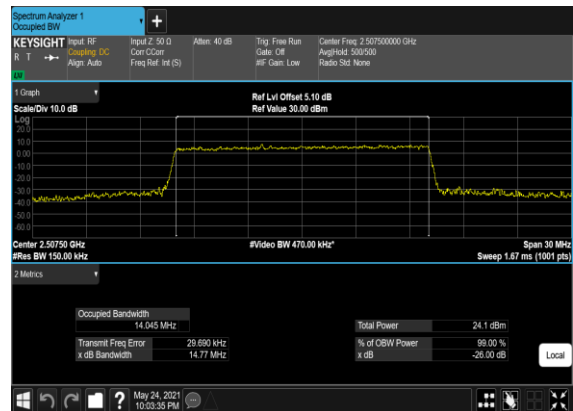 Spectrum Analyzer 1
Occupied BW
+
KEYSIGHT Input: RF Input Z: 50 Ω Atten: 40 dB Trig: Free Run Center Freq: 2.507500000 GHz
R T Coupling: DC Corr CCorr Gate: Off Avg|Hold: 500/500
Align: Auto Freq Ref: Int (S) #IF Gain: Low Radio Std: None
LW
1 Graph
Ref Lvl Offset 5.10 dB
Scale/Div 10.0 dB Ref Value 30.00 dBm
Log
20.0
10.0
0.00
-10.0
-20.0
-30.0
-40.0
-50.0
-60.0
Center 2.50750 GHz #Video BW 470.00 kHz* Span 30 MHz
#Res BW 150.00 kHz Sweep 1.67 ms (1001 pts)
2 Metrics
Occupied Bandwidth
14.045 MHz Total Power 24.1 dBm
Transmit Freq Error 29.690 kHz % of OBW Power 99.00 %
x dB Bandwidth 14.77 MHz x dB -26.00 dB
Local
? May 24, 2021
10:03:35 PM